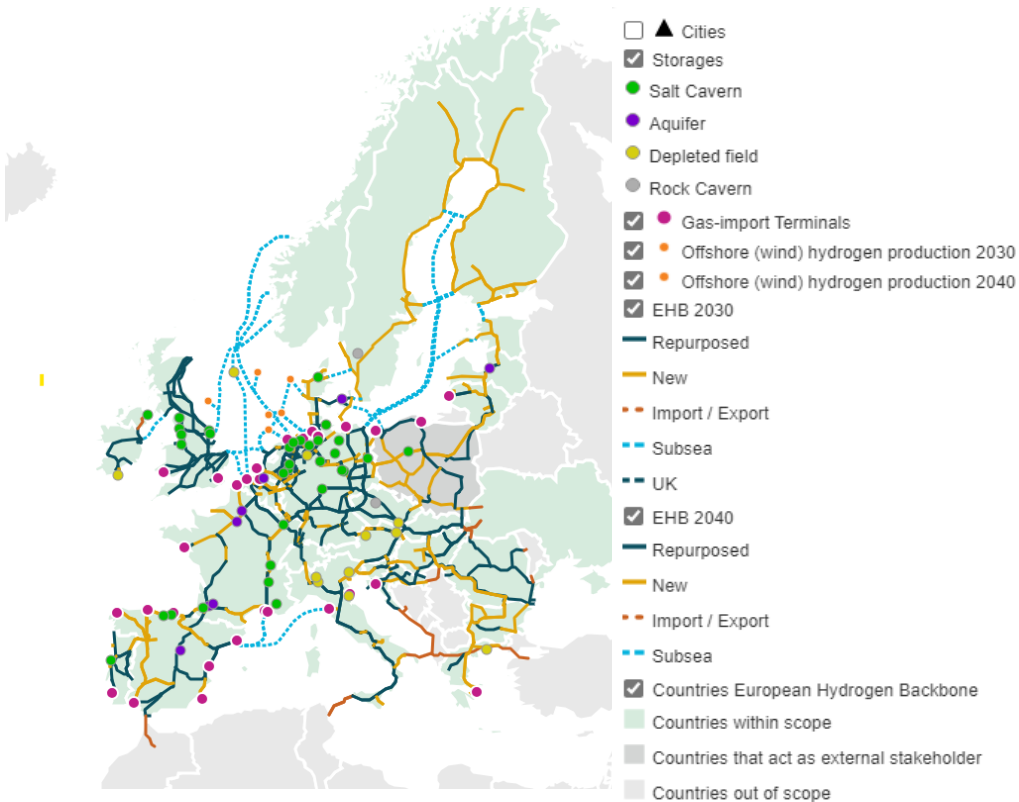 Cities
Storages
Salt Cavern
Aquifer
Depleted field
Rock Cavern
Gas-import Terminals
Offshore (wind) hydrogen production 2030
Offshore (wind) hydrogen production 2040
EHB 2030
Repurposed
New
Import / Export
Subsea
UK
EHB 2040
Repurposed
New
Import / Export
Subsea
Countries European Hydrogen Backbone
Countries within scope
Countries that act as external stakeholder
Countries out of scope